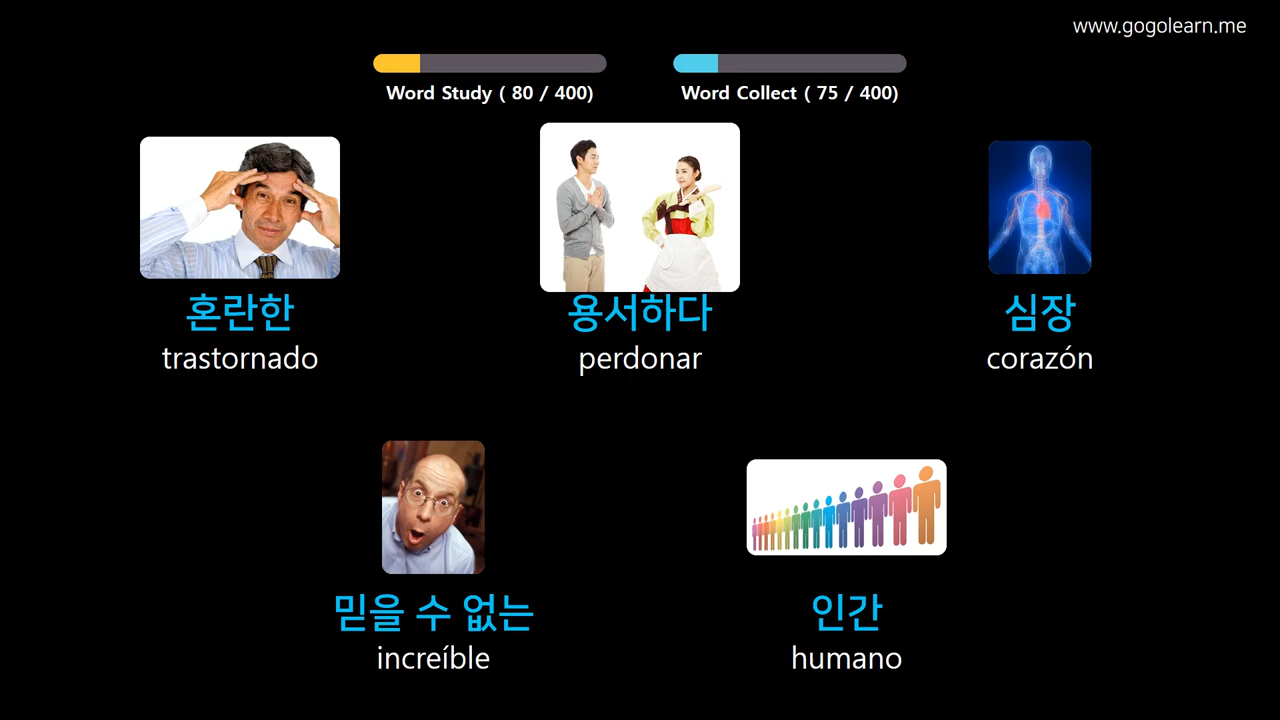 www.gogolearn.me
Word Study ( 80 / 400)
Word Collect ( 75 / 400)
혼란한
trastornado
용서하다
perdonar
심장
corazón
믿을 수 없는
increíble
인간
humano